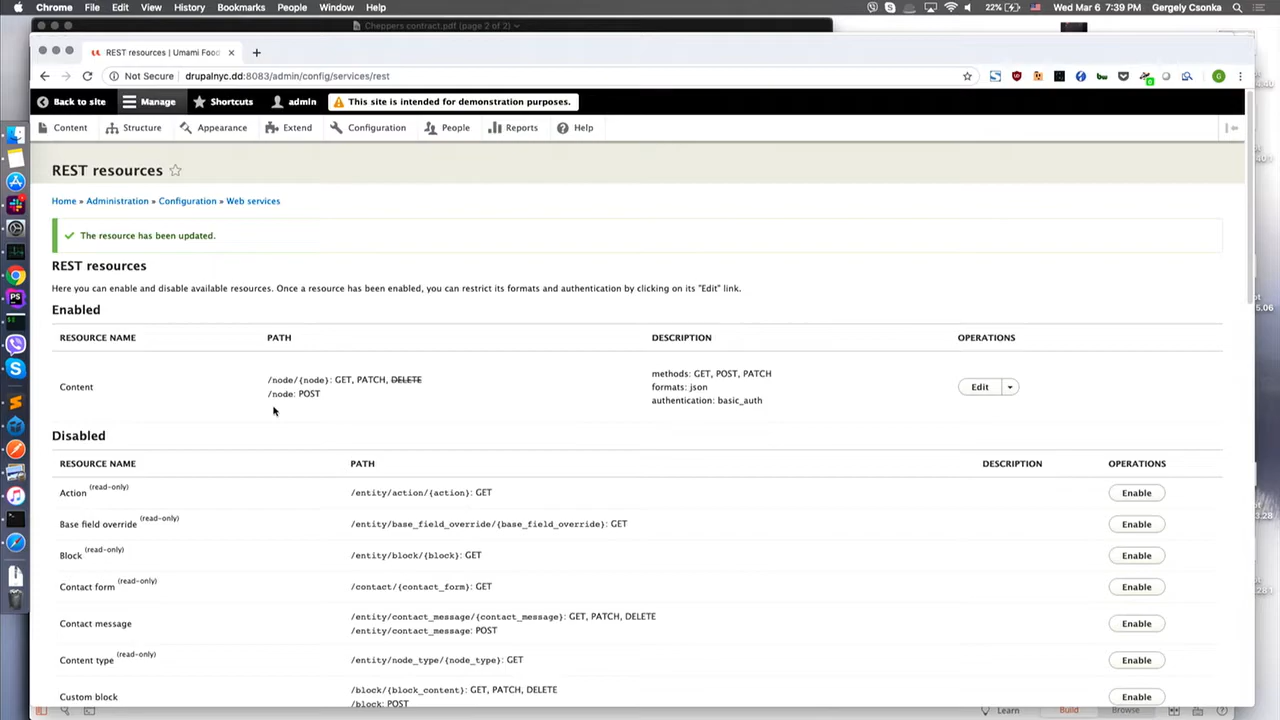 Chrome File Edit View History Bookmarks People Window Help 22% Wed Mar 6 7:39 PM Gergely Csonka
Cheppers contract.pdf (page 2 of 2)
REST resources | Umami Food
Not Secure drupalnyc.dd:8083/admin/config/services/rest
Back to site Manage Shortcuts admin This site is intended for demonstration purposes.
Content Structure Appearance Extend Configuration People Reports Help
REST resources
Home » Administration » Configuration » Web services
The resource has been updated.
REST resources
Here you can enable and disable available resources. Once a resource has been enabled, you can restrict its formats and authentication by clicking on its "Edit" link.
Enabled
RESOURCE NAME PATH DESCRIPTION OPERATIONS
Content
/node/{node}: GET, PATCH, DELETE
/node: POST
methods: GET, POST, PATCH
formats: json
authentication: basic_auth
Edit
Disabled
RESOURCE NAME PATH DESCRIPTION OPERATIONS
Action (read-only) /entity/action/{action}: GET Enable
Base field override (read-only) /entity/base_field_override/{base_field_override}: GET Enable
Block (read-only) /entity/block/{block}: GET Enable
Contact form (read-only) /contact/{contact_form}: GET Enable
Contact message
/entity/contact_message/{contact_message}: GET, PATCH, DELETE
/entity/contact_message: POST
Enable
Content type (read-only) /entity/node_type/{node_type}: GET Enable
Custom block
/block/{block_content}: GET, PATCH, DELETE
/block: POST
Enable
Learn Build Browse